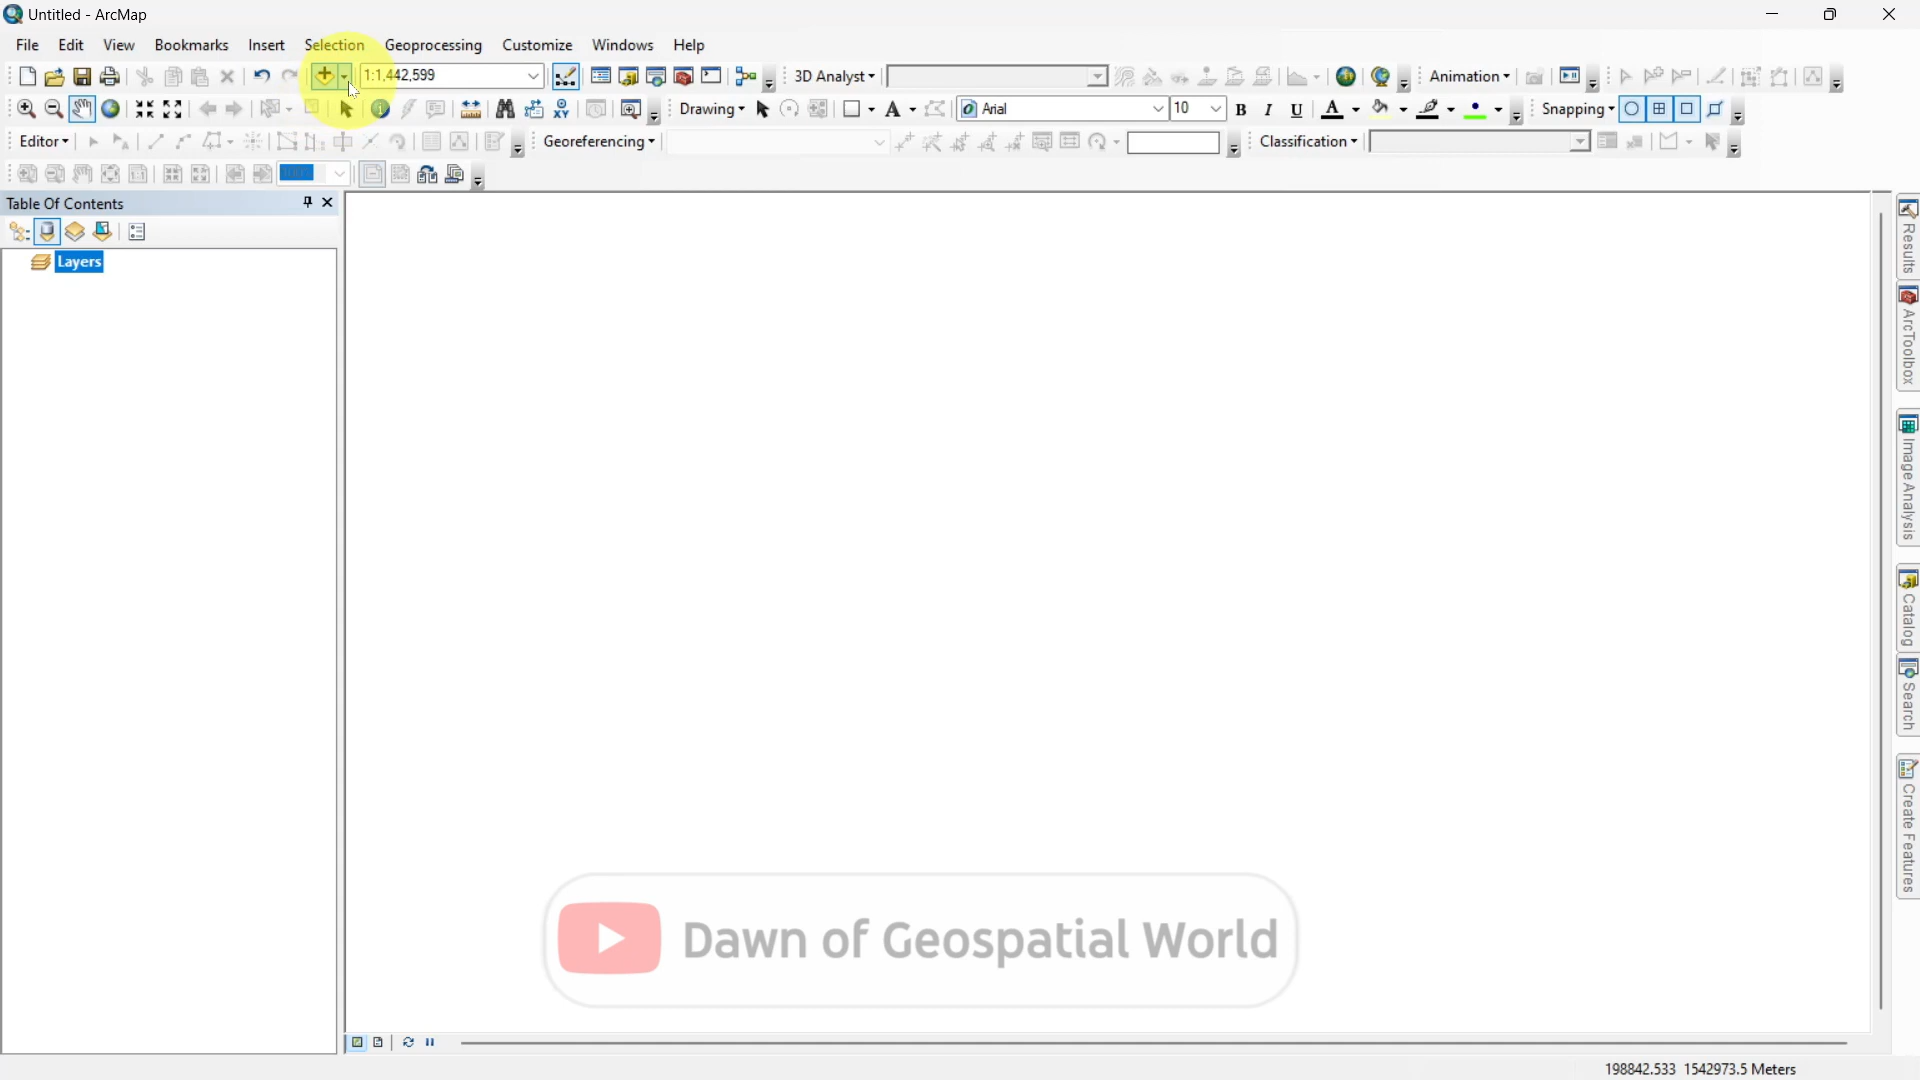 Untitled - ArcMap
File Edit View Bookmarks Insert Selection Geoprocessing Customize Windows Help
1:1,442,599 3D Analyst Animation
Drawing A Arial 10 B I U A Snapping
Editor Georeferencing Classification
Table Of Contents
Layers
Results
ArcToolbox
Image Analysis
Catalog
Search
Create Features
Dawn of Geospatial World
198842.533 1542973.5 Meters